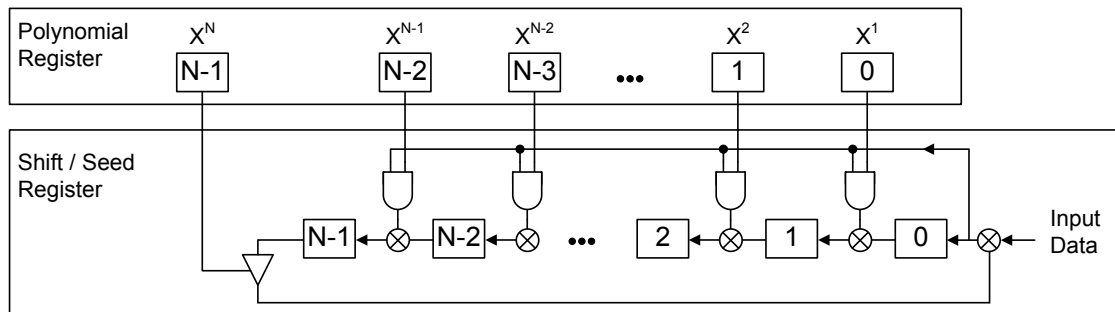 Polynomial
Register
X^N X^N-1 X^N-2 X^2 X^1
N-1 N-2 N-3 ••• 1 0
Shift / Seed
Register
N-1 N-2 ••• 2 1 0
Input
Data